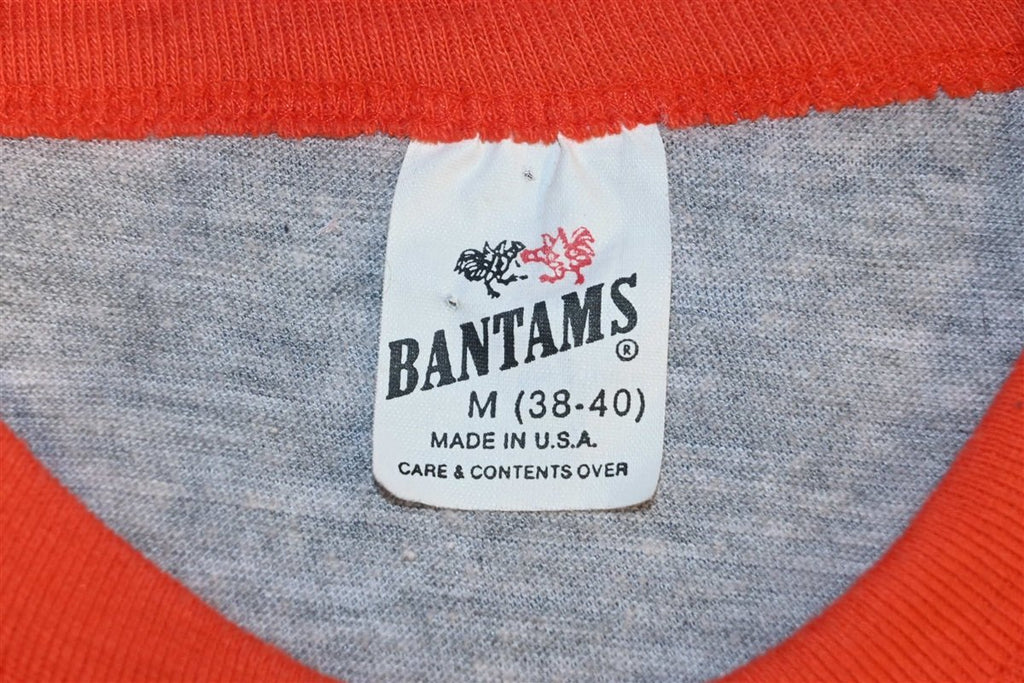 BANTAMS
®
M (38-40)
MADE IN U.S.A.
CARE & CONTENTS OVER